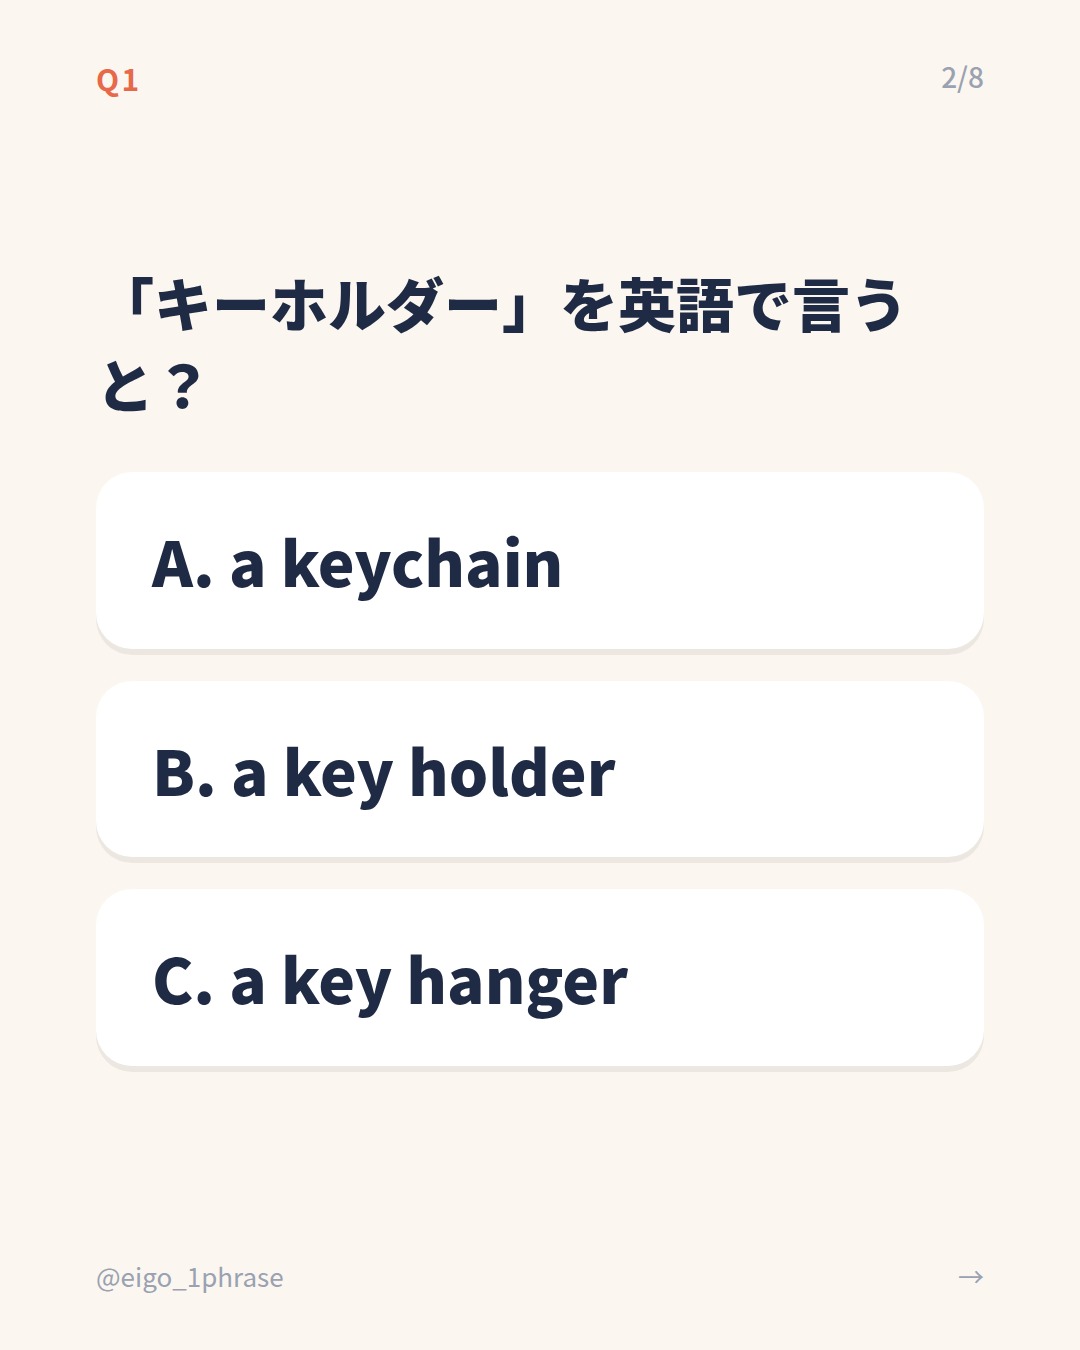 Q1
2/8
「キーホルダー」を英語で言う
と？
A. a keychain
B. a key holder
C. a key hanger
@eigo_1phrase
→